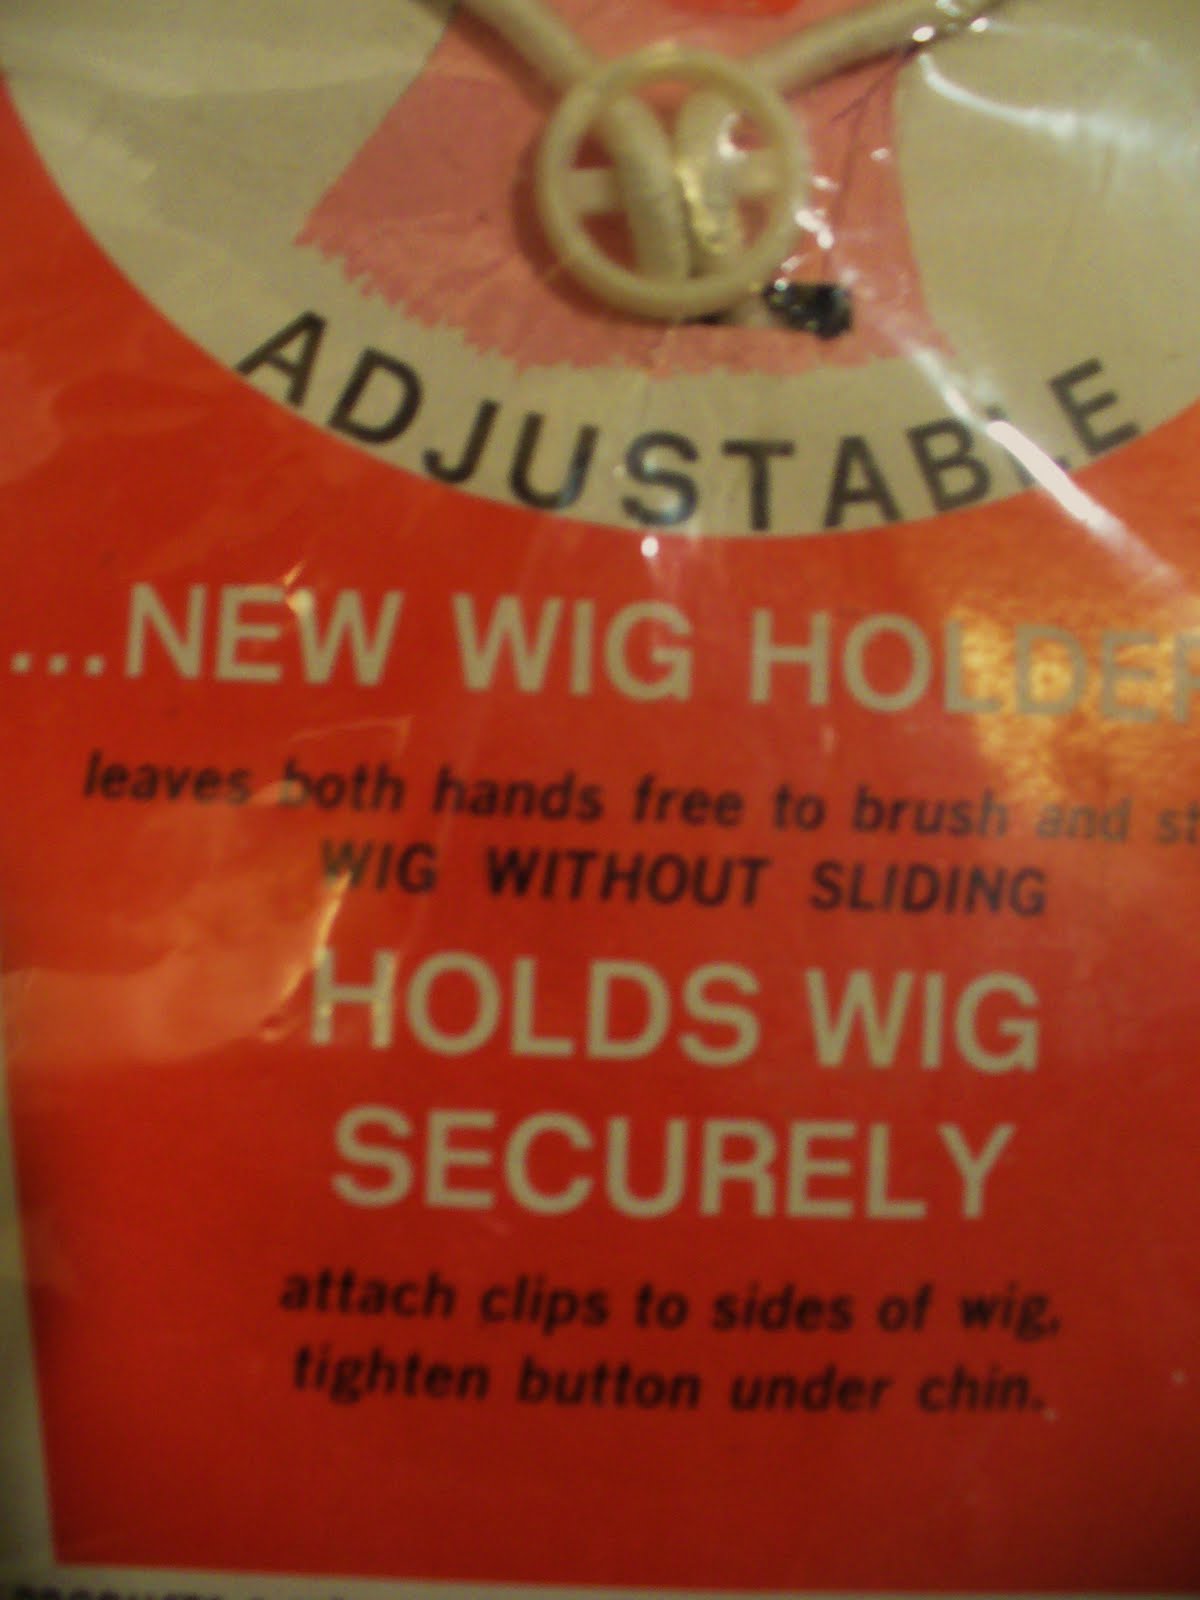 ADJUSTABLE
...NEW WIG HOLDER
leaves both hands free to brush and
WIG WITHOUT SLIDING
HOLDS WIG
SECURELY
attach clips to sides of wig,
tighten button under chin.